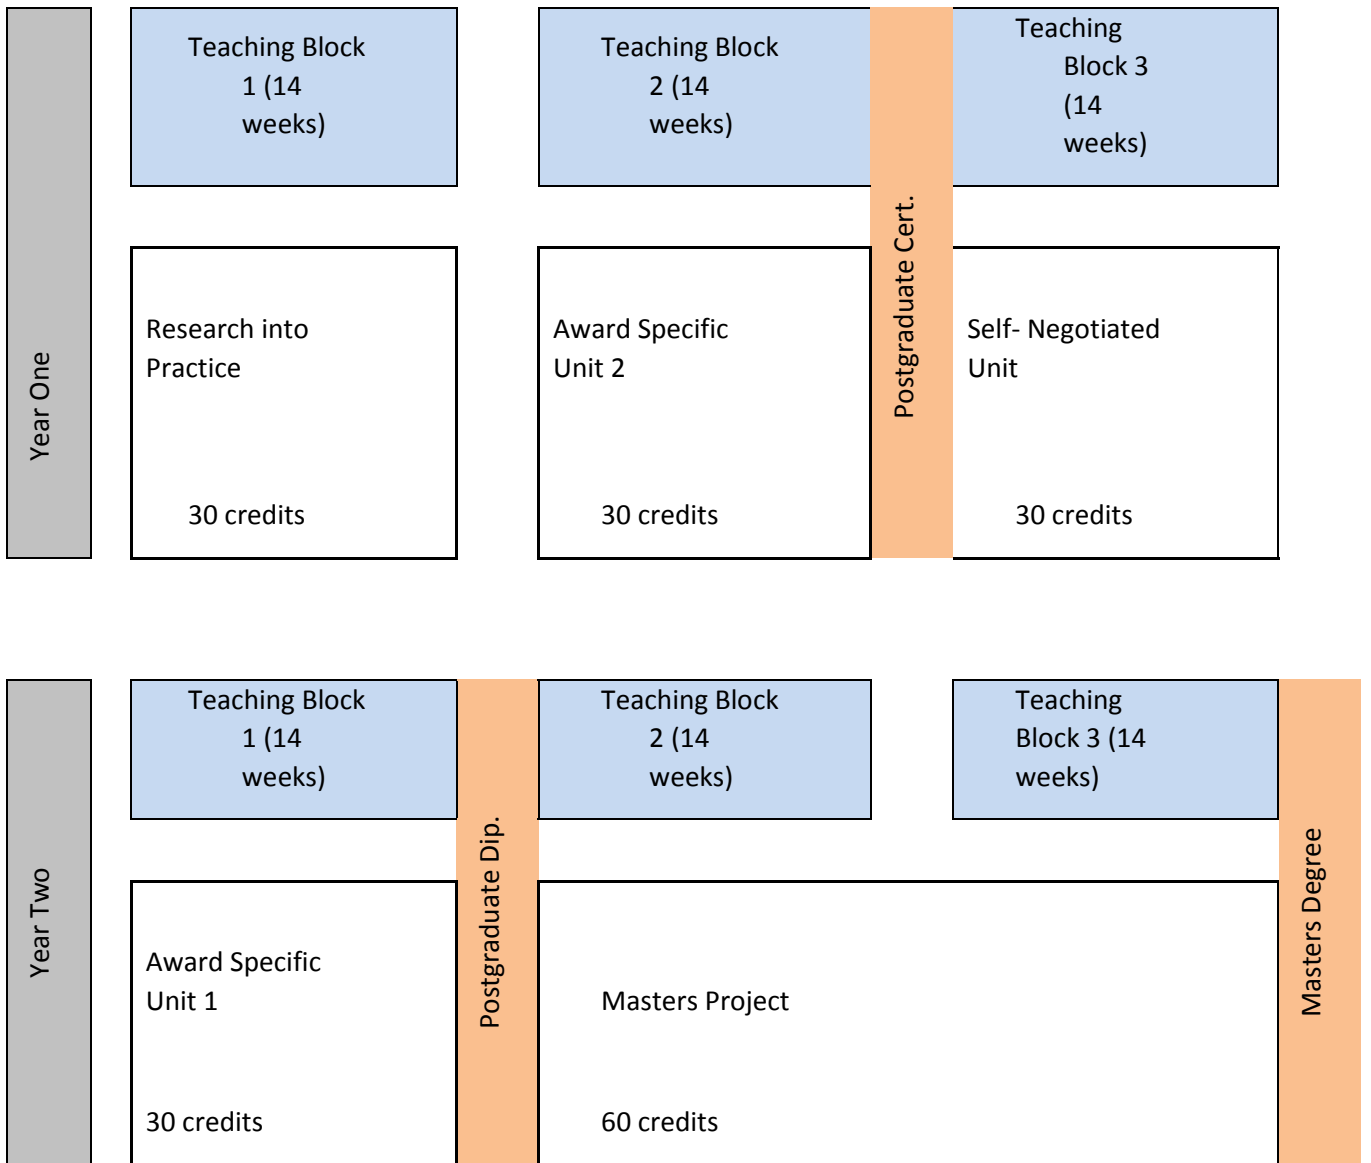 Year One
Teaching Block
1 (14
weeks)
Teaching Block
2 (14
weeks)
Teaching
Block 3
(14
weeks)
Research into
Practice
30 credits
Award Specific
Unit 2
30 credits
Postgraduate Cert.
Self- Negotiated
Unit
30 credits
Year Two
Teaching Block
1 (14
weeks)
Teaching Block
2 (14
weeks)
Teaching
Block 3 (14
weeks)
Award Specific
Unit 1
30 credits
Postgraduate Dip.
Masters Project
60 credits
Masters Degree